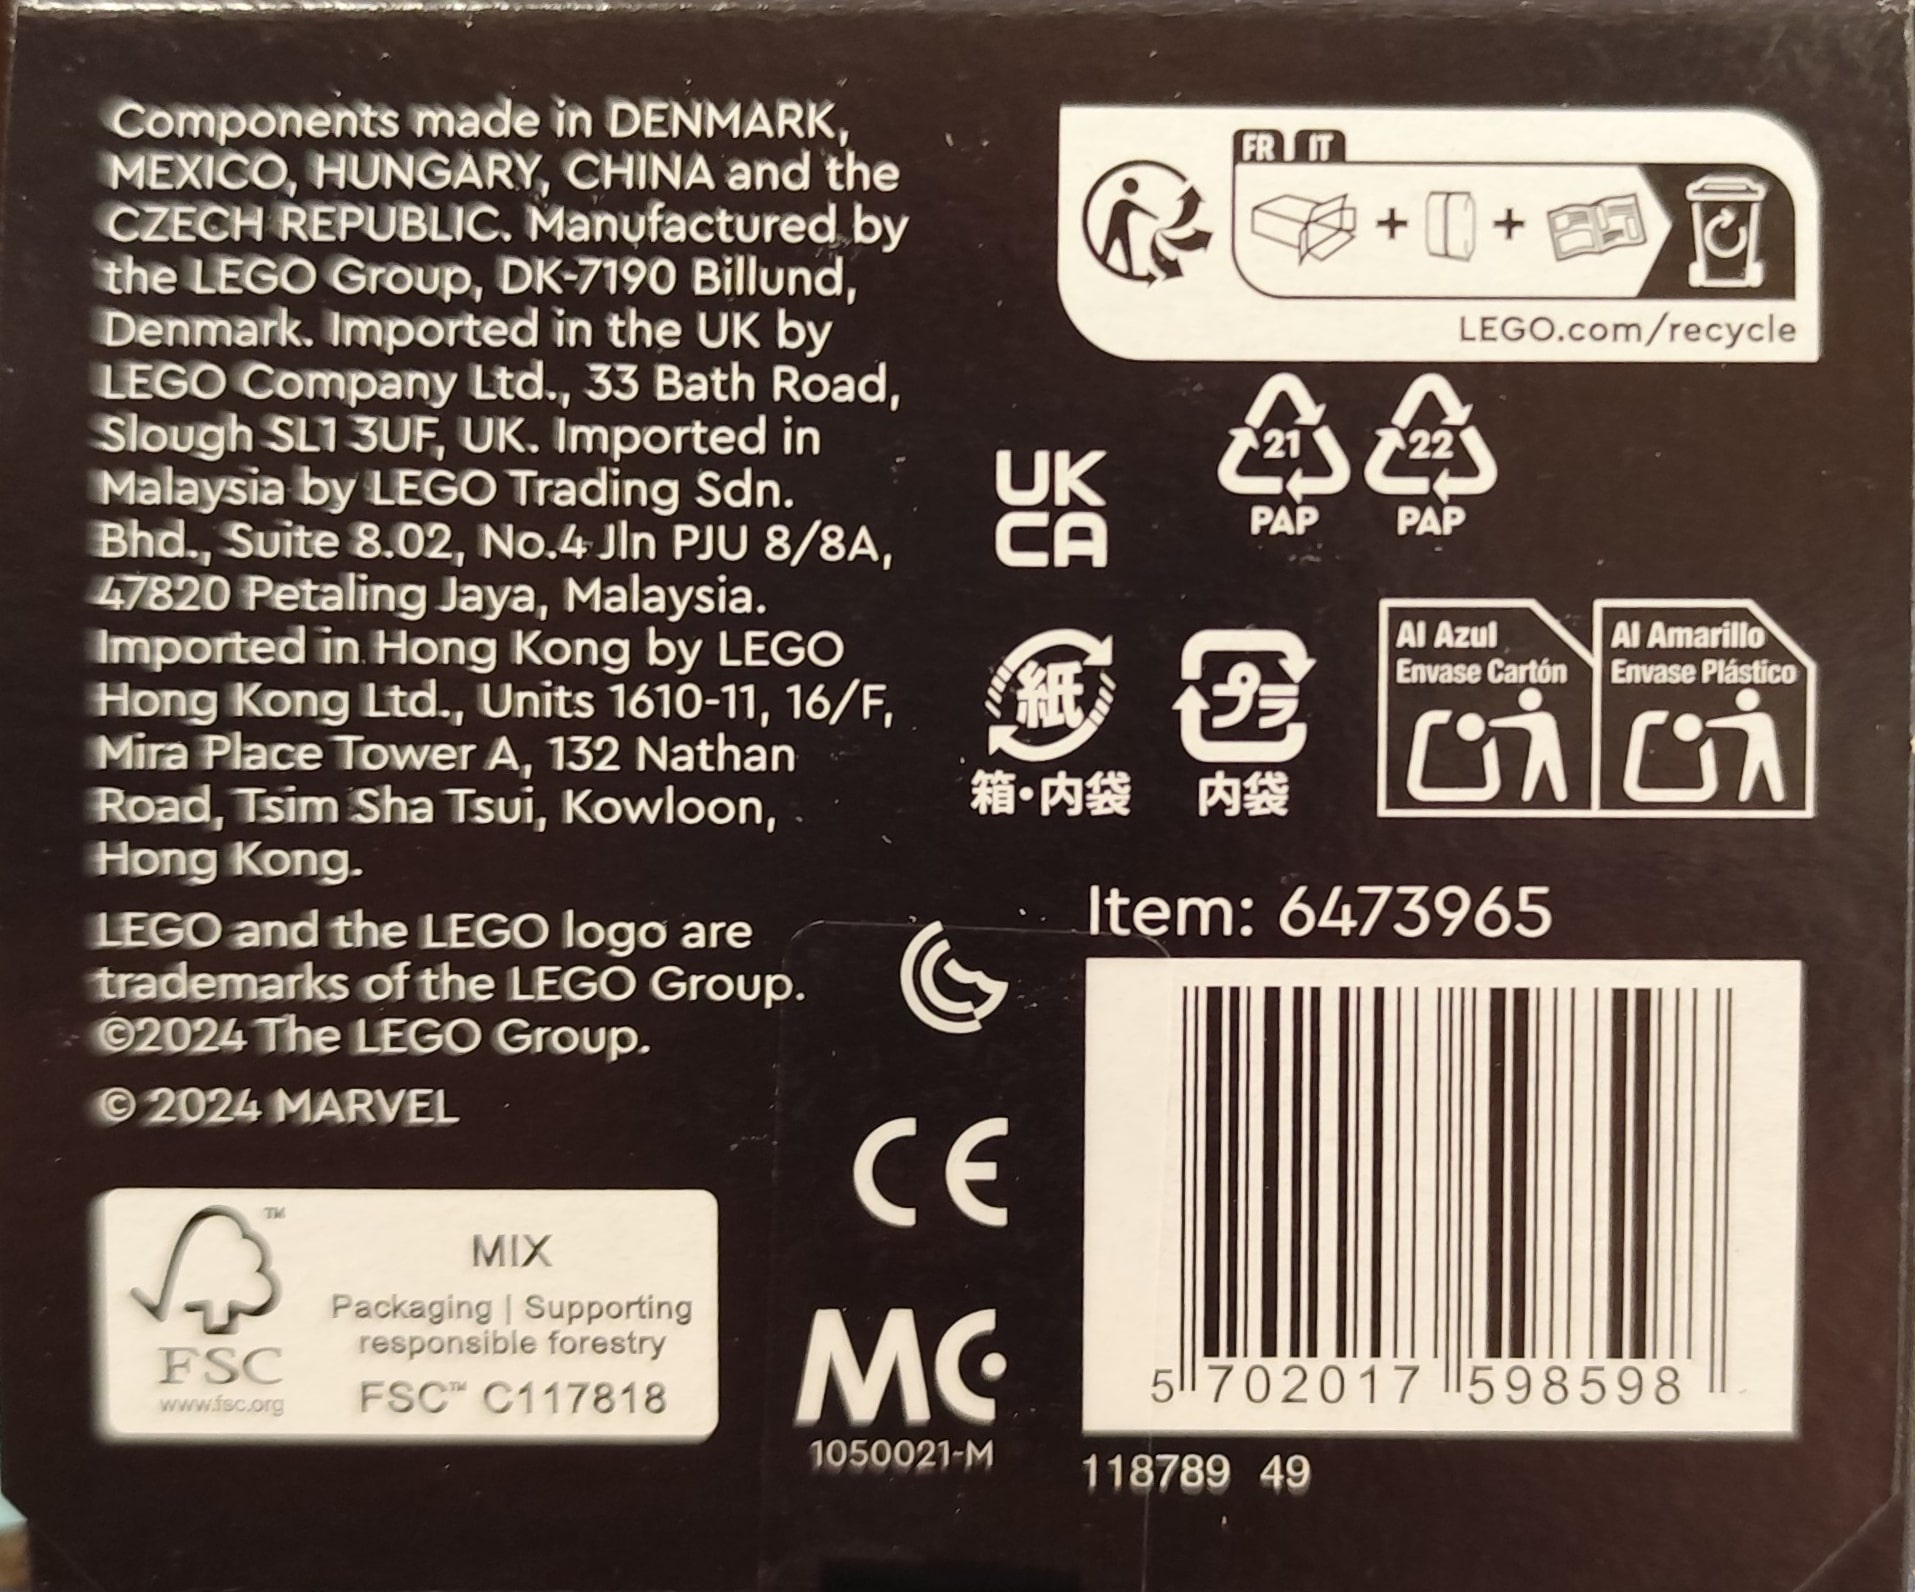 Components made in DENMARK,
MEXICO, HUNGARY, CHINA and the
CZECH REPUBLIC. Manufactured by
the LEGO Group, DK-7190 Billund,
Denmark. Imported in the UK by
LEGO Company Ltd., 33 Bath Road,
Slough SL1 3UF, UK. Imported in
Malaysia by LEGO Trading Sdn.
Bhd., Suite 8.02, No.4 Jln PJU 8/8A,
47820 Petaling Jaya, Malaysia.
Imported in Hong Kong by LEGO
Hong Kong Ltd., Units 1610-11, 16/F,
Mira Place Tower A, 132 Nathan
Road, Tsim Sha Tsui, Kowloon,
Hong Kong.
LEGO and the LEGO logo are
trademarks of the LEGO Group.
©2024 The LEGO Group.
© 2024 MARVEL
TM
MIX
Packaging | Supporting
responsible forestry
FSC
www.fsc.org
FSC™ C117818
FR IT
+ +
LEGO.com/recycle
21 22
PAP PAP
UK
CA
紙 プラ
箱・内袋 内袋
Al Azul
Envase Cartón
Al Amarillo
Envase Plástico
Item: 6473965
CE
MC
1050021-M
5 702017 598598
118789 49